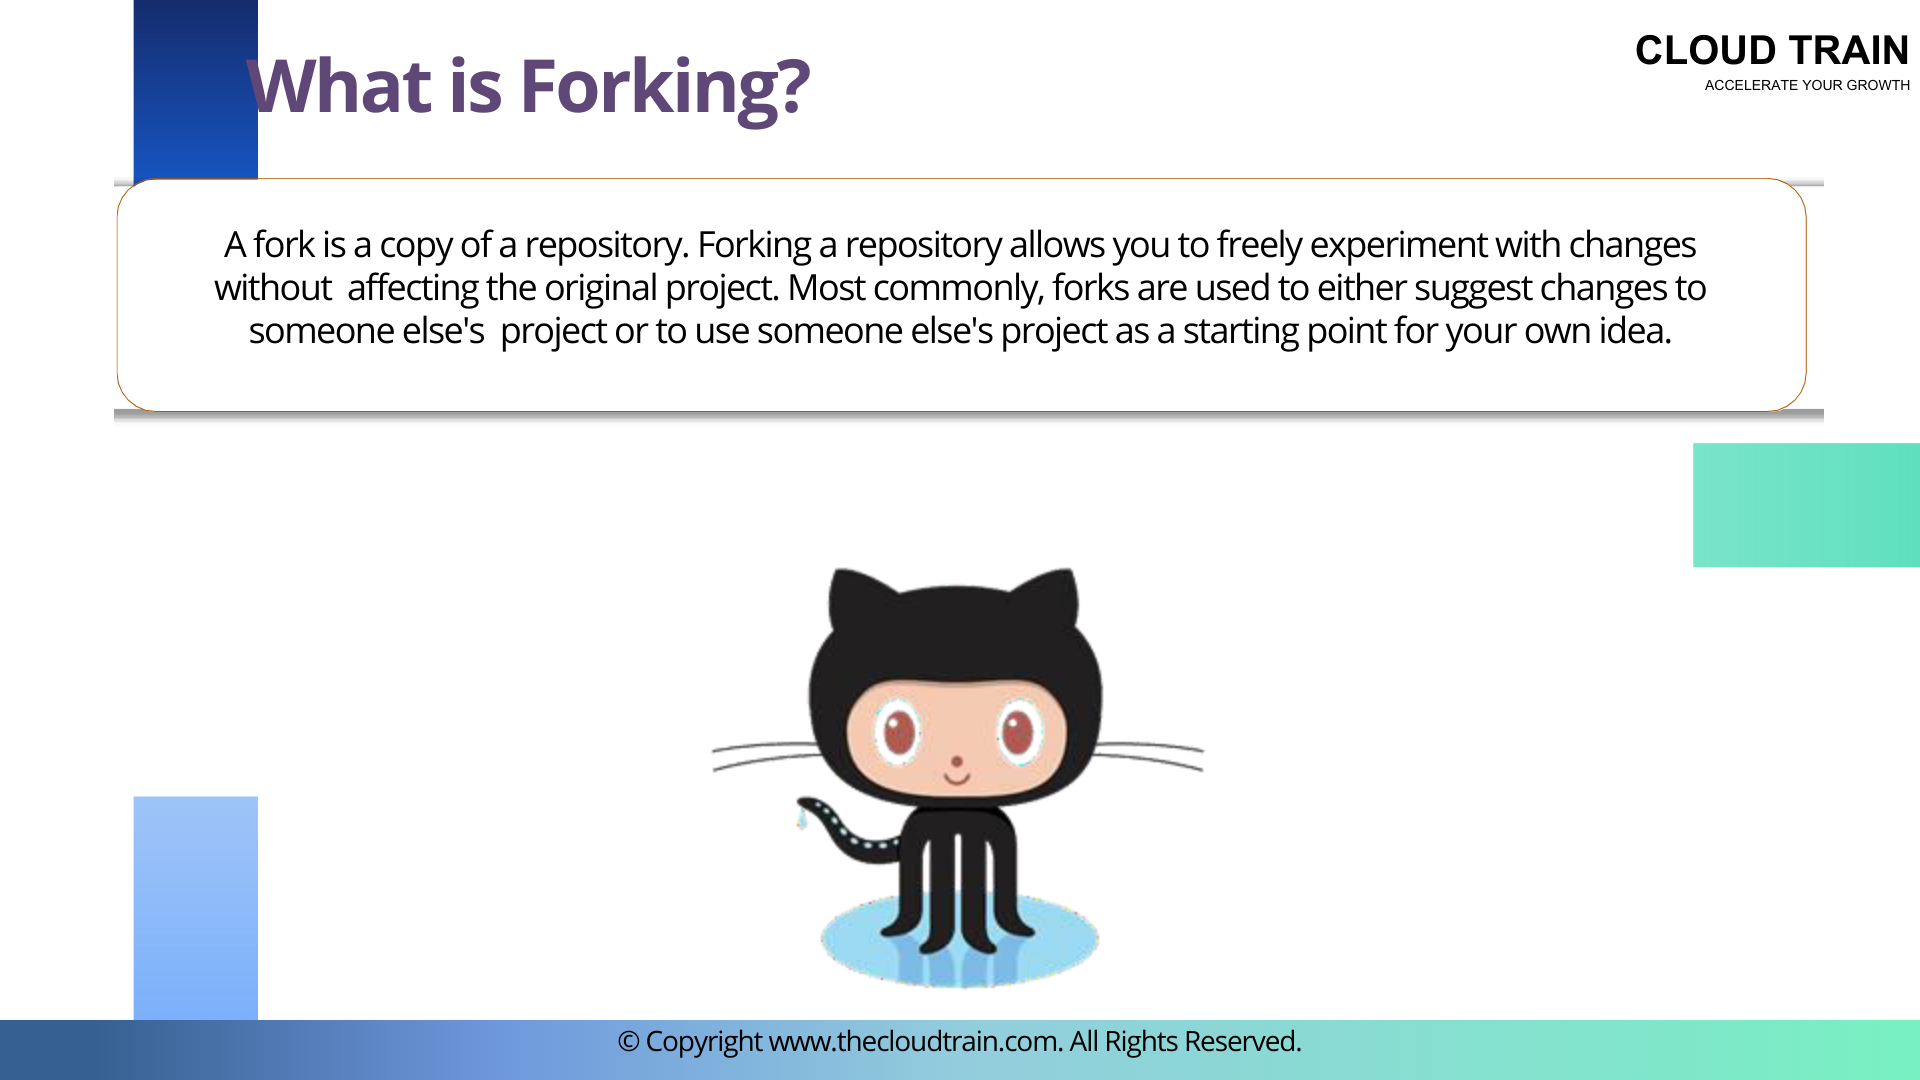 What is Forking?
CLOUD TRAIN
ACCELERATE YOUR GROWTH
A fork is a copy of a repository. Forking a repository allows you to freely experiment with changes
without  affecting the original project. Most commonly, forks are used to either suggest changes to
someone else's  project or to use someone else's project as a starting point for your own idea.
© Copyright www.thecloudtrain.com. All Rights Reserved.